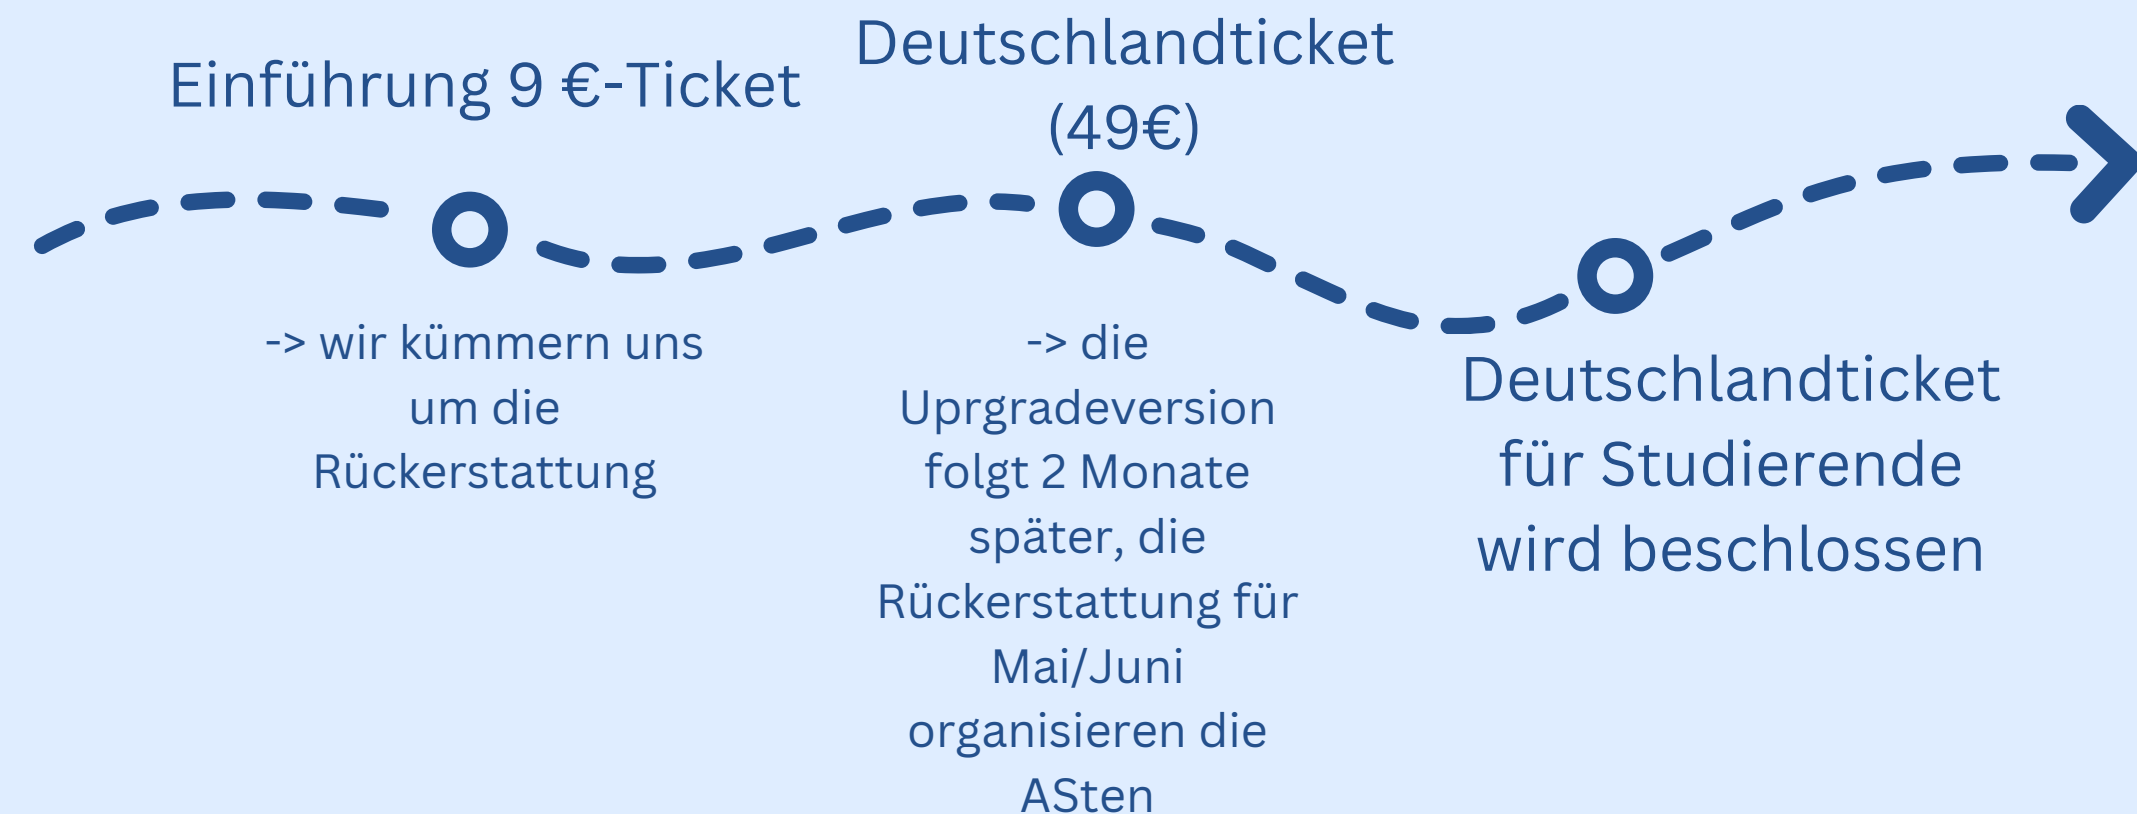 Einführung 9 €-Ticket
-> wir kümmern uns
um die
Rückerstattung
Deutschlandticket
(49€)
-> die
Uprgradeversion
folgt 2 Monate
später, die
Rückerstattung für
Mai/Juni
organisieren die
ASten
Deutschlandticket
für Studierende
wird beschlossen